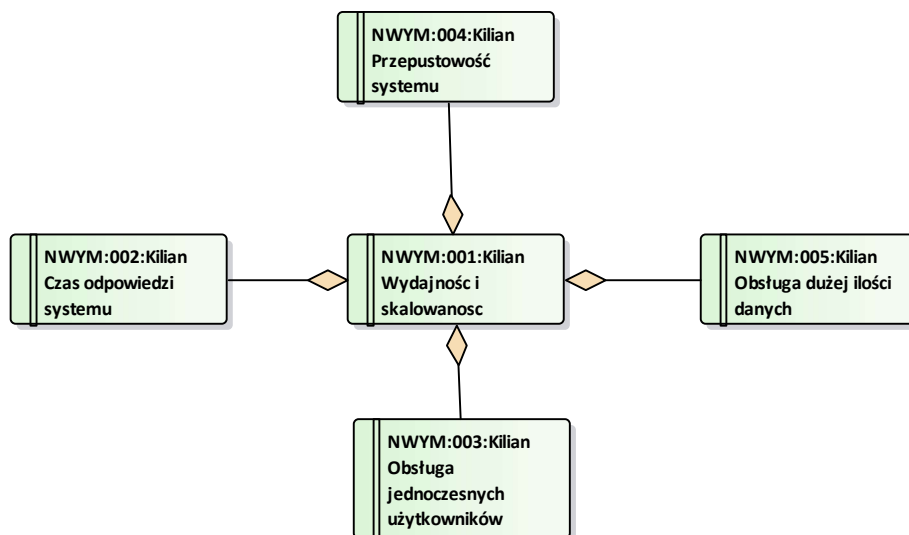 NWYM:004:Kilian
Przepustowość
systemu
NWYM:002:Kilian
Czas odpowiedzi
systemu
NWYM:001:Kilian
Wydajnośc i
skalowanosc
NWYM:005:Kilian
Obsługa dużej ilości
danych
NWYM:003:Kilian
Obsługa
jednoczesnych
użytkowników